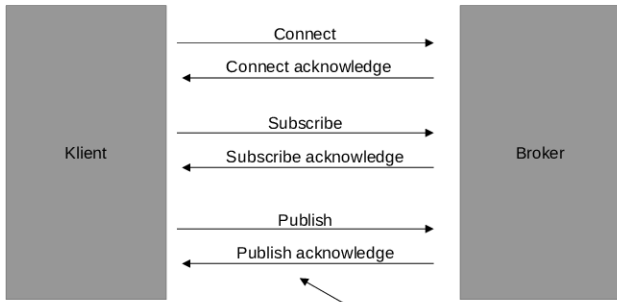 Connect
Connect acknowledge
Subscribe
Klient
Subscribe acknowledge
Broker
Publish
Publish acknowledge